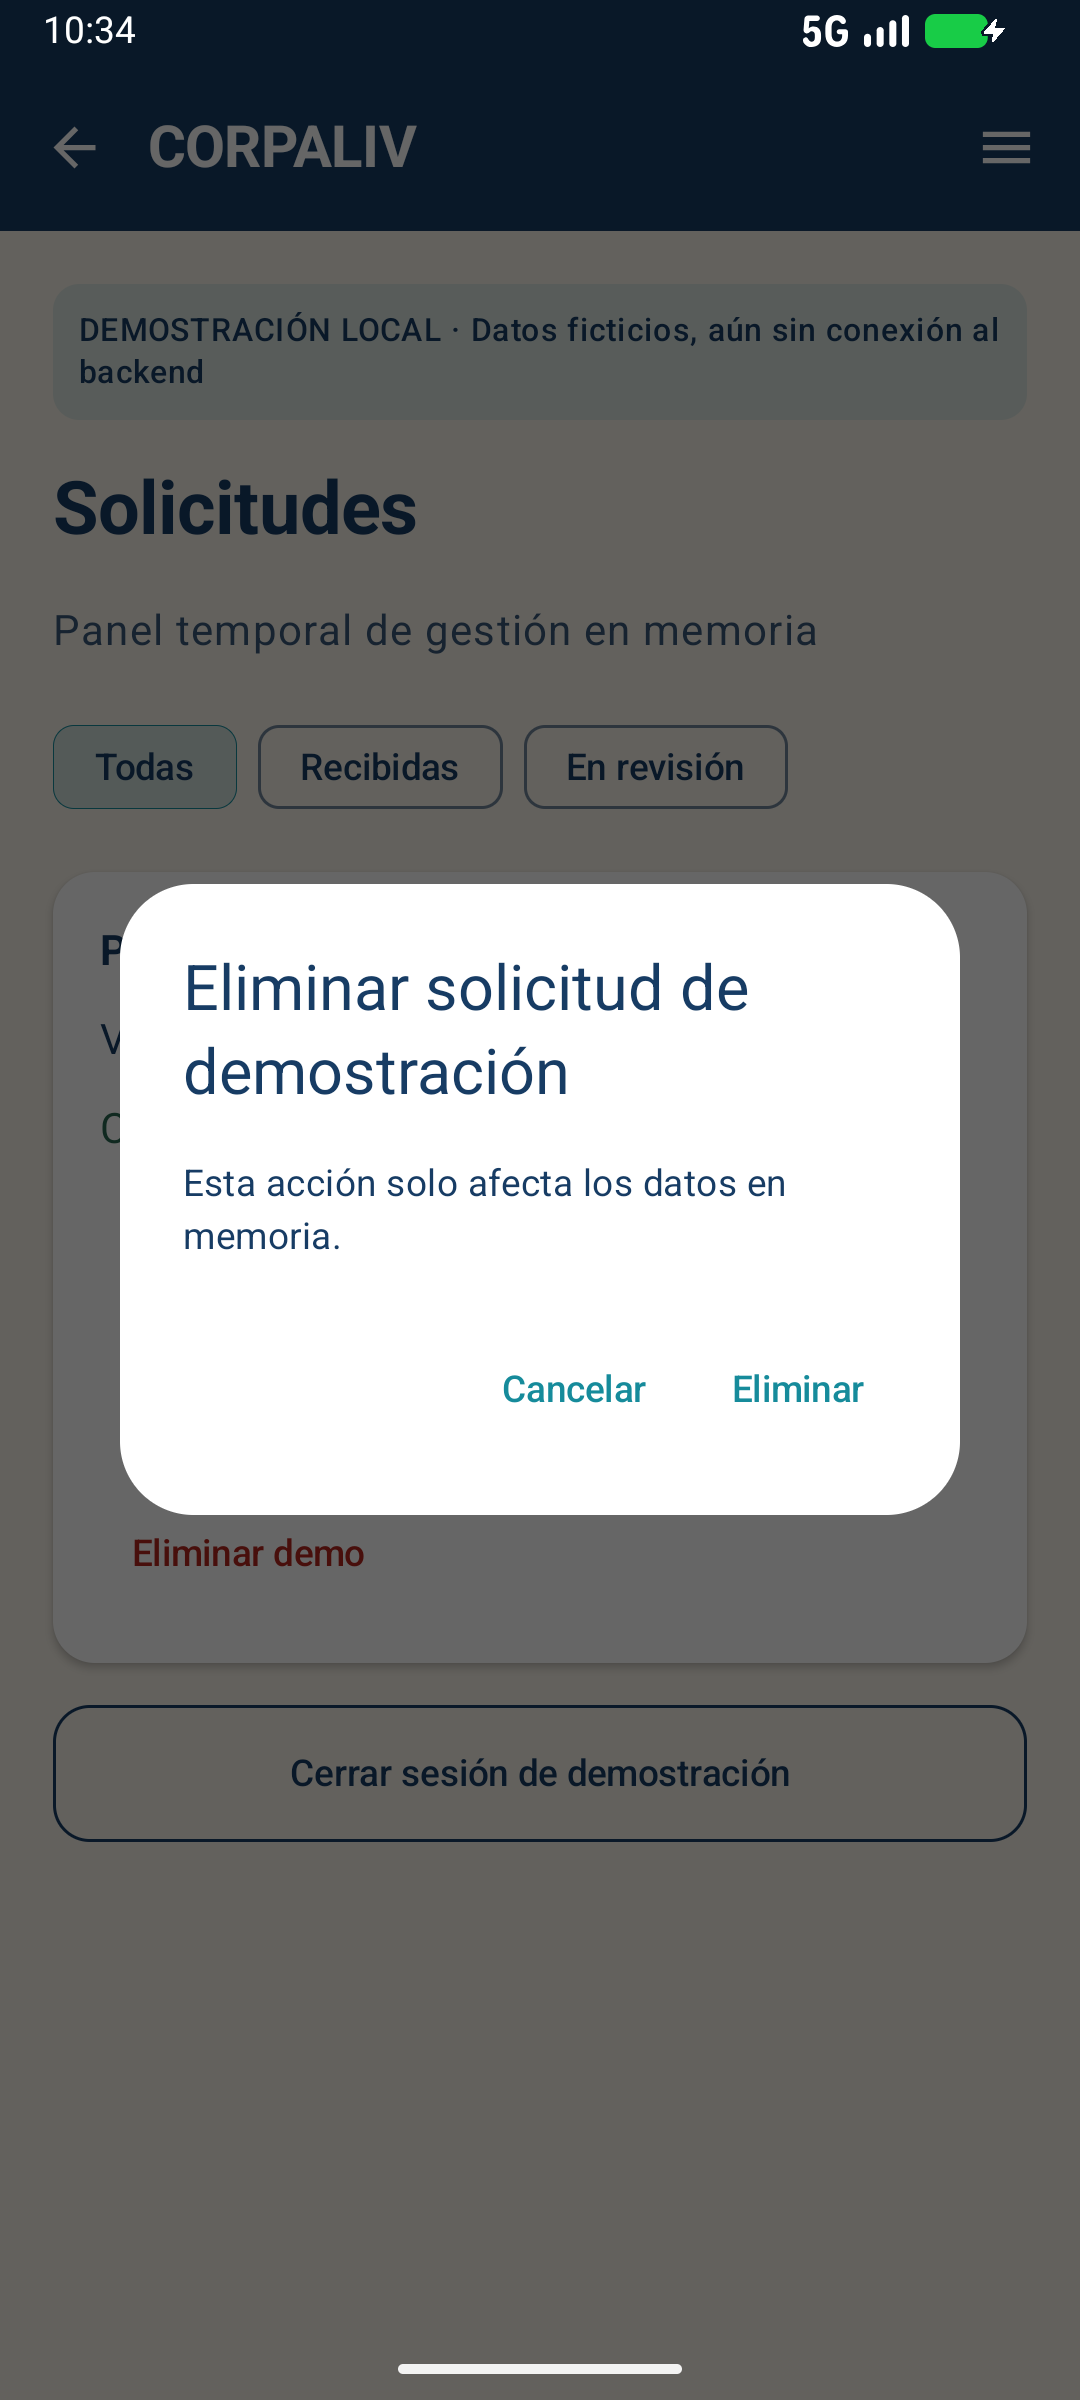 10:34
5G
CORPALIV
DEMOSTRACIÓN LOCAL · Datos ficticios, aún sin conexión al
backend
Solicitudes
Panel temporal de gestión en memoria
Todas
Recibidas
En revisión
Eliminar solicitud de
demostración
Esta acción solo afecta los datos en
memoria.
Cancelar
Eliminar
Eliminar demo
Cerrar sesión de demostración